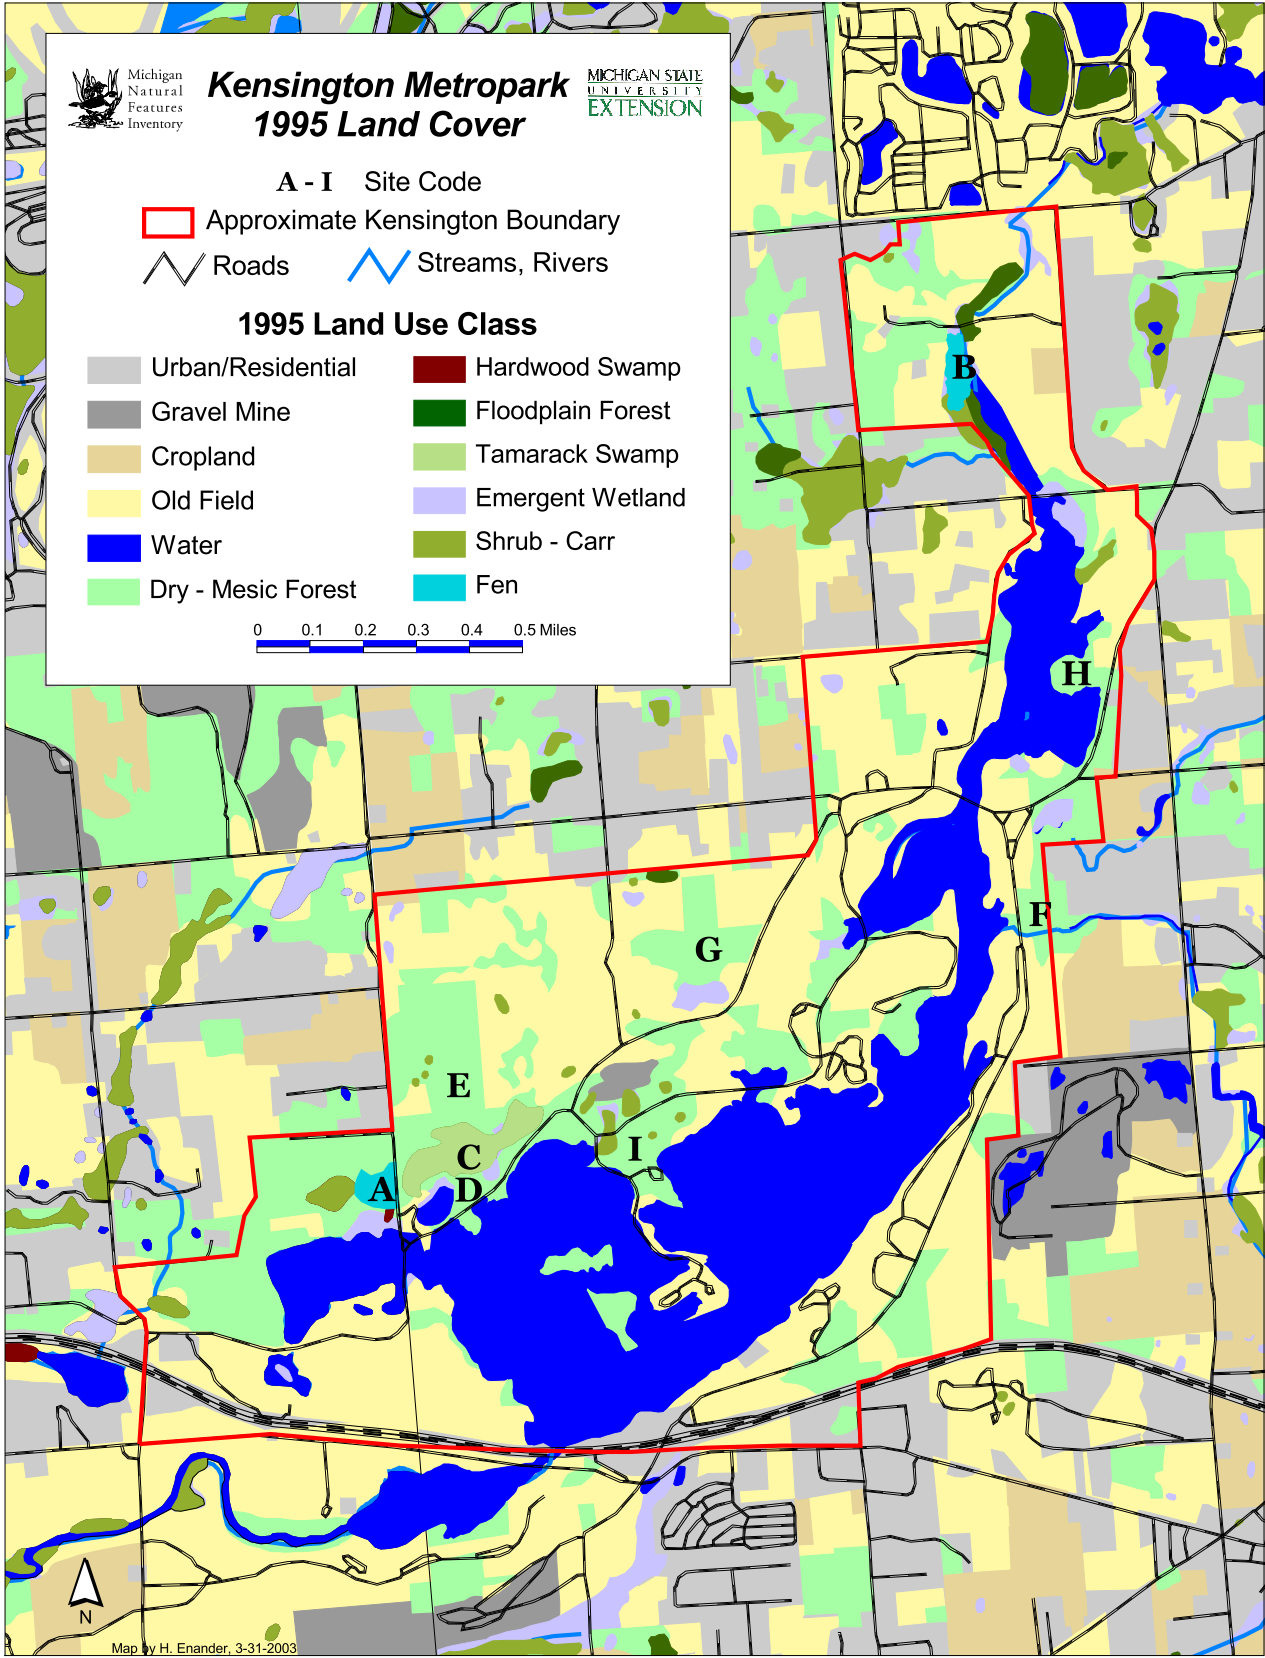 Michigan
Natural
Features
Inventory
Kensington Metropark
1995 Land Cover
MICHIGAN STATE
UNIVERSITY
EXTENSION
A - I Site Code
Approximate Kensington Boundary
Roads Streams, Rivers
1995 Land Use Class
Urban/Residential
Gravel Mine
Cropland
Old Field
Water
Dry - Mesic Forest
Hardwood Swamp
Floodplain Forest
Tamarack Swamp
Emergent Wetland
Shrub - Carr
Fen
0 0.1 0.2 0.3 0.4 0.5 Miles
B
H
F
G
E
C
I
A
D
N
Map by H. Enander, 3-31-2003